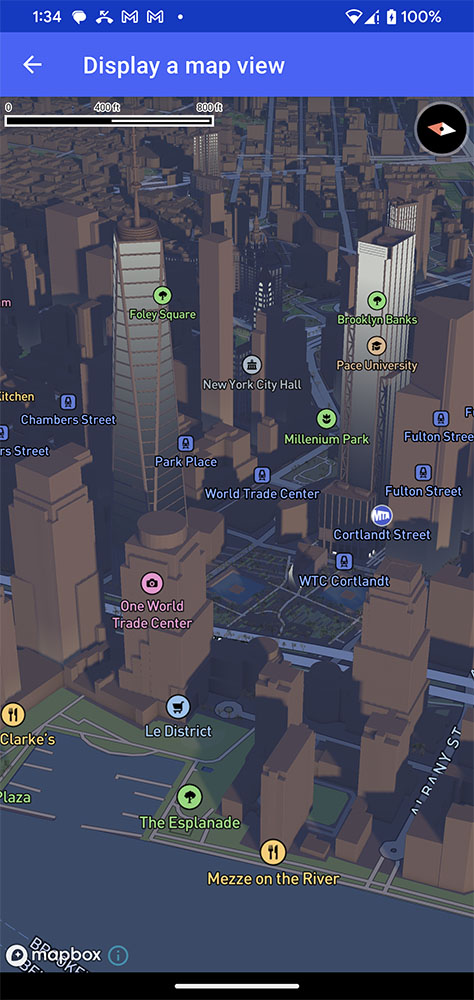 1:34
100%
Display a map view
0 400 ft 800 ft
Foley Square
Brooklyn Banks
Pace University
New York City Hall
Kitchen
Chambers Street
Millenium Park
Fulton Stree
rs Street
Park Place
World Trade Center
Fulton Street
MTA
Cortlandt Street
WTC Cortlandt
One World
Trade Center
Le District
Clarke's
ALBANY ST
Plaza
The Esplanade
Mezze on the River
mapbox